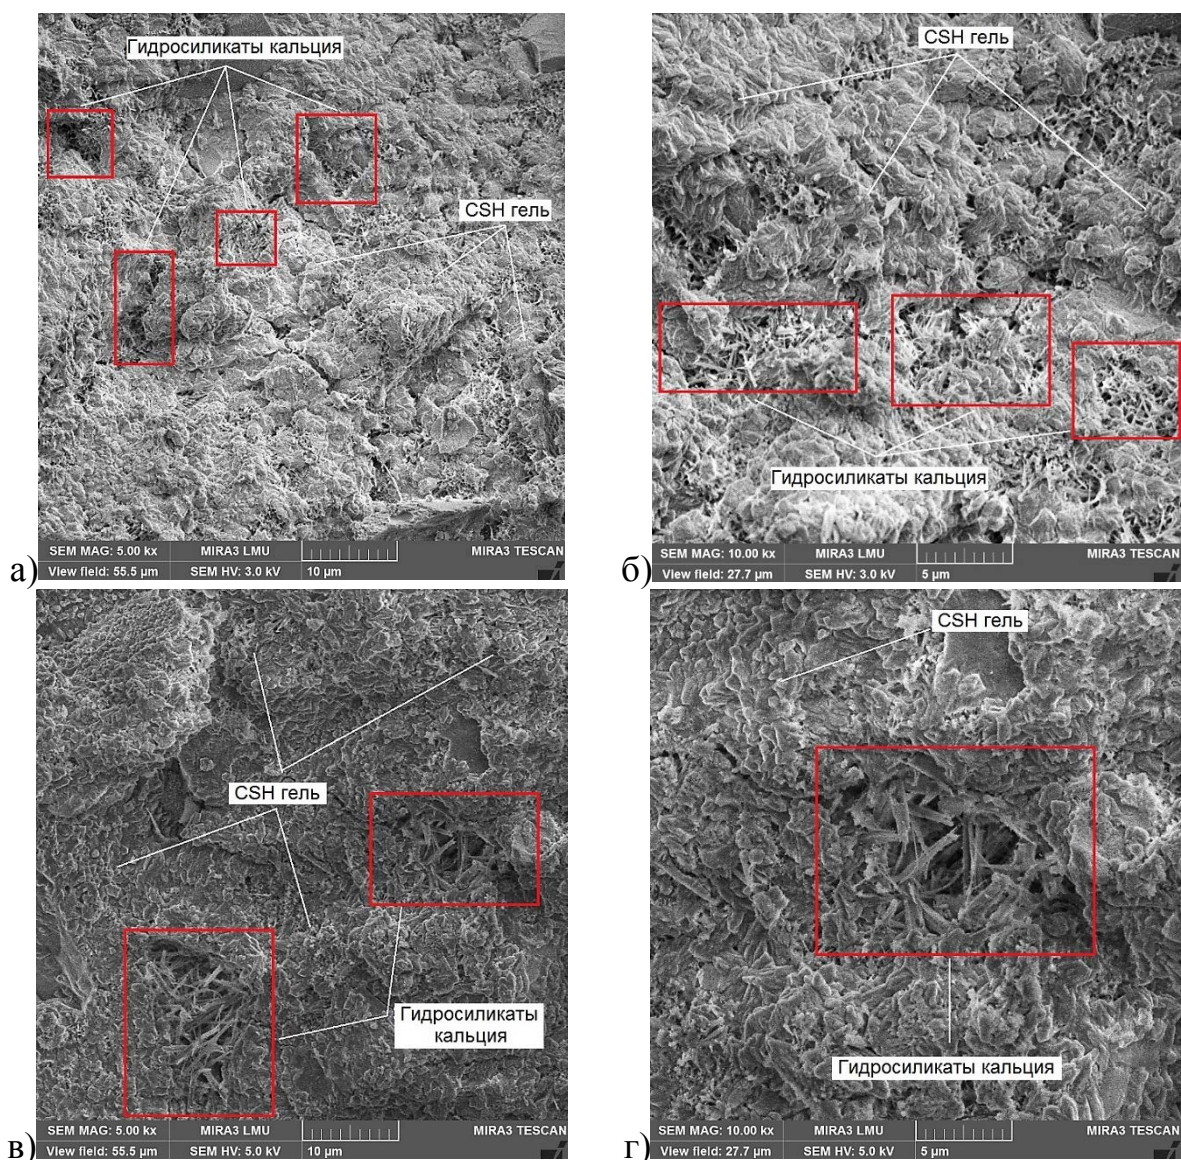 Гидросиликаты кальция
CSH гель
SEM MAG: 5.00 kx
MIRA3 LMU
MIRA3 TESCAN
View field: 55.5 µm
SEM HV: 3.0 kV
10 µm
а)
CSH гель
Гидросиликаты кальция
SEM MAG: 10.00 kx
MIRA3 LMU
MIRA3 TESCAN
View field: 27.7 µm
SEM HV: 3.0 kV
5 µm
б)
CSH гель
Гидросиликаты
кальция
SEM MAG: 5.00 kx
MIRA3 LMU
MIRA3 TESCAN
View field: 55.5 µm
SEM HV: 5.0 kV
10 µm
в)
CSH гель
Гидросиликаты кальция
SEM MAG: 10.00 kx
MIRA3 LMU
MIRA3 TESCAN
View field: 27.7 µm
SEM HV: 5.0 kV
5 µm
г)